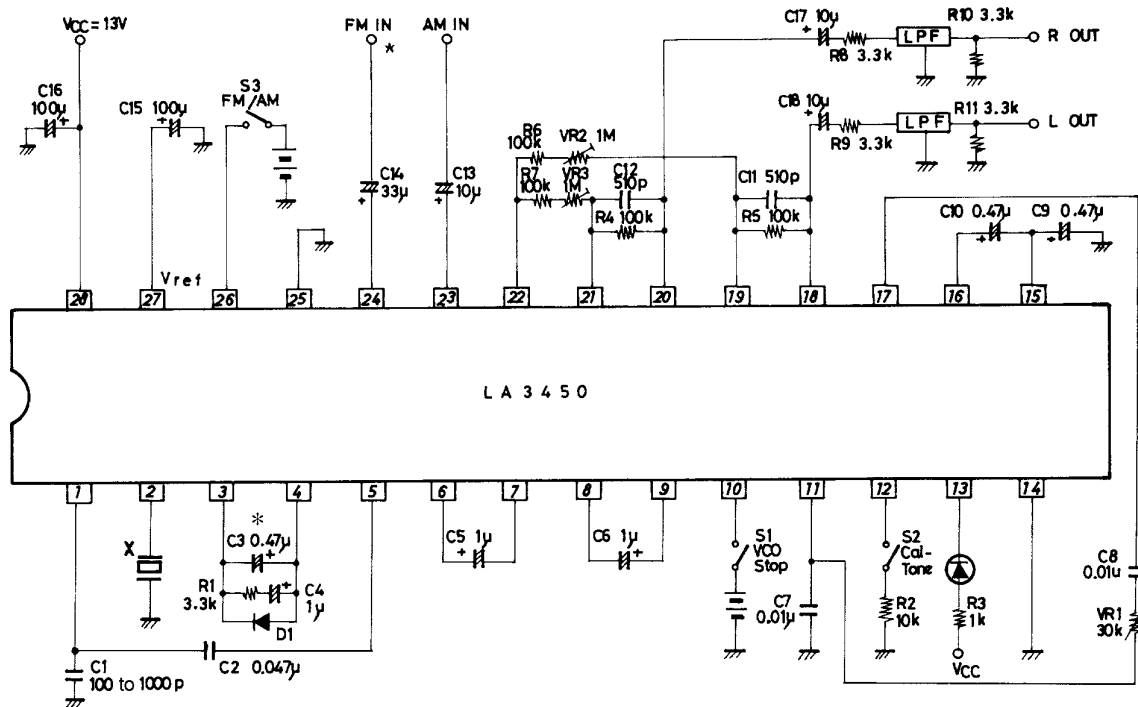 VCC = 13V
FM IN
*
AM IN
C17 10μ
R8 3.3k
LPF
R10 3.3k
R OUT
C16
100μ
+
C15 100μ
+
S3
FM/AM
C14
33μ
+
C13
10μ
+
R6
100k
VR2 1M
R7
100k
VR3
1M
C12
510p
R4 100k
C11 510p
R5 100k
C18 10μ
R9 3.3k
LPF
R11 3.3k
L OUT
C10 0.47μ
+
C9 0.47μ
+
Vref
28 27 26 25 24 23 22 21 20 19 18 17 16 15
LA3450
1 2 3 4 5 6 7 8 9 10 11 12 13 14
X
*
C3 0.47μ
+
R1
3.3k
C4
1μ
+
D1
C5 1μ
+
C6 1μ
+
S1
VCO
Stop
C7
0.01μ
S2
Cal-
Tone
R2
10k
R3
1k
VCC
C8
0.01μ
VR1
30k
C1
100 to 1000p
C2 0.047μ